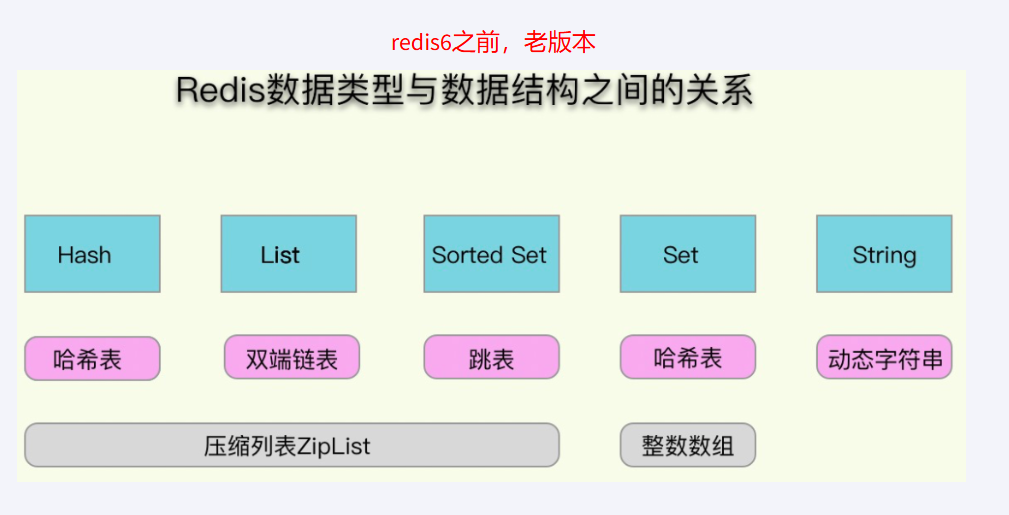 redis6之前，老版本
Redis数据类型与数据结构之间的关系
Hash List Sorted Set Set String
哈希表 双端链表 跳表 哈希表 动态字符串
压缩列表ZipList 整数数组